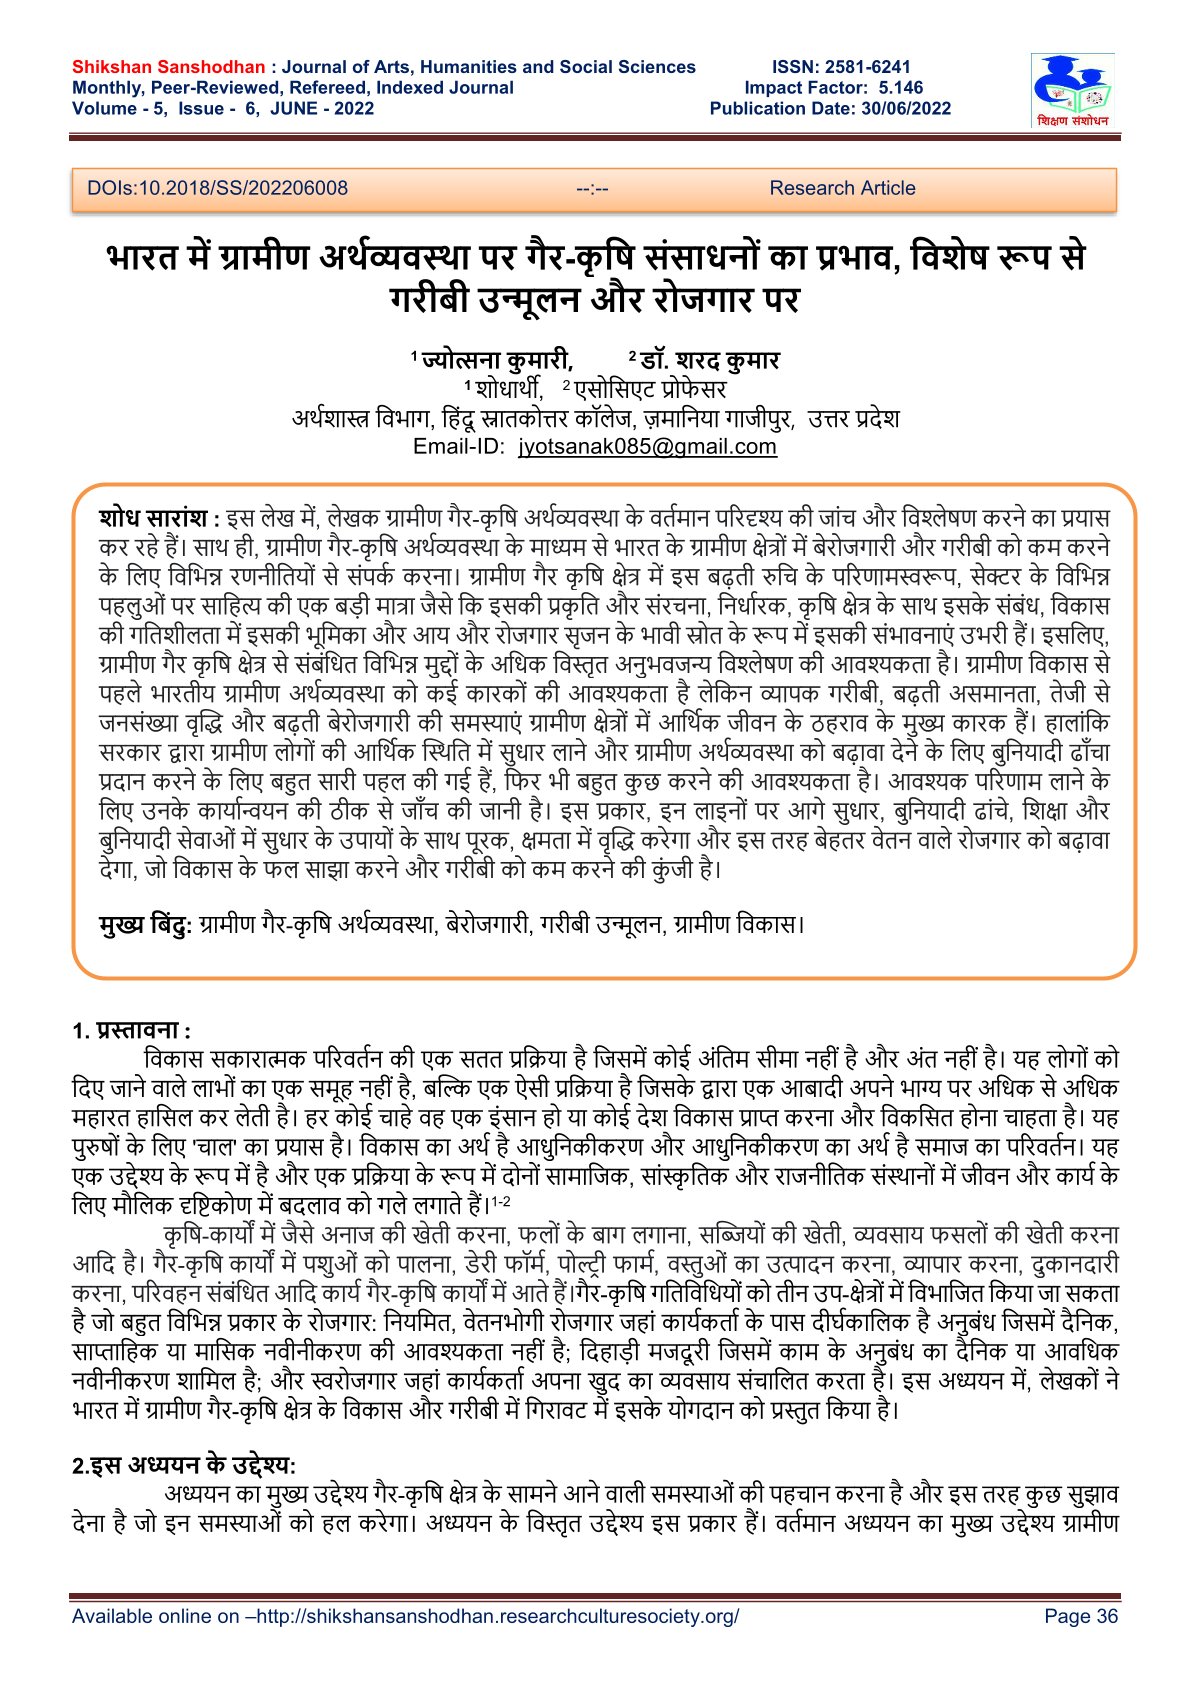 Shikshan Sanshodhan : Journal of Arts, Humanities and Social Sciences ISSN: 2581-6241
Monthly, Peer-Reviewed, Refereed, Indexed Journal Impact Factor: 5.146
Volume - 5, Issue - 6, JUNE - 2022 Publication Date: 30/06/2022
शिक्षण संशोधन
DOIs:10.2018/SS/202206008 --:-- Research Article
भारत में ग्रामीण अर्थव्यवस्था पर गैर-कृषि संसाधनों का प्रभाव, विशेष रूप से
गरीबी उन्मूलन और रोजगार पर
1 ज्योत्सना कुमारी, 2 डॉ. शरद कुमार
1 शोधार्थी, 2 एसोसिएट प्रोफेसर
अर्थशास्त्र विभाग, हिंदू स्नातकोत्तर कॉलेज, ज़मानिया गाजीपुर, उत्तर प्रदेश
Email-ID: jyotsanak085@gmail.com
शोध सारांश : इस लेख में, लेखक ग्रामीण गैर-कृषि अर्थव्यवस्था के वर्तमान परिदृश्य की जांच और विश्लेषण करने का प्रयास
कर रहे हैं। साथ ही, ग्रामीण गैर-कृषि अर्थव्यवस्था के माध्यम से भारत के ग्रामीण क्षेत्रों में बेरोजगारी और गरीबी को कम करने
के लिए विभिन्न रणनीतियों से संपर्क करना। ग्रामीण गैर कृषि क्षेत्र में इस बढ़ती रुचि के परिणामस्वरूप, सेक्टर के विभिन्न
पहलुओं पर साहित्य की एक बड़ी मात्रा जैसे कि इसकी प्रकृति और संरचना, निर्धारक, कृषि क्षेत्र के साथ इसके संबंध, विकास
की गतिशीलता में इसकी भूमिका और आय और रोजगार सृजन के भावी स्रोत के रूप में इसकी संभावनाएं उभरी हैं। इसलिए,
ग्रामीण गैर कृषि क्षेत्र से संबंधित विभिन्न मुद्दों के अधिक विस्तृत अनुभवजन्य विश्लेषण की आवश्यकता है। ग्रामीण विकास से
पहले भारतीय ग्रामीण अर्थव्यवस्था को कई कारकों की आवश्यकता है लेकिन व्यापक गरीबी, बढ़ती असमानता, तेजी से
जनसंख्या वृद्धि और बढ़ती बेरोजगारी की समस्याएं ग्रामीण क्षेत्रों में आर्थिक जीवन के ठहराव के मुख्य कारक हैं। हालांकि
सरकार द्वारा ग्रामीण लोगों की आर्थिक स्थिति में सुधार लाने और ग्रामीण अर्थव्यवस्था को बढ़ावा देने के लिए बुनियादी ढाँचा
प्रदान करने के लिए बहुत सारी पहल की गई हैं, फिर भी बहुत कुछ करने की आवश्यकता है। आवश्यक परिणाम लाने के
लिए उनके कार्यान्वयन की ठीक से जाँच की जानी है। इस प्रकार, इन लाइनों पर आगे सुधार, बुनियादी ढांचे, शिक्षा और
बुनियादी सेवाओं में सुधार के उपायों के साथ पूरक, क्षमता में वृद्धि करेगा और इस तरह बेहतर वेतन वाले रोजगार को बढ़ावा
देगा, जो विकास के फल साझा करने और गरीबी को कम करने की कुंजी है।
मुख्य बिंदु: ग्रामीण गैर-कृषि अर्थव्यवस्था, बेरोजगारी, गरीबी उन्मूलन, ग्रामीण विकास।
1. प्रस्तावना :
विकास सकारात्मक परिवर्तन की एक सतत प्रक्रिया है जिसमें कोई अंतिम सीमा नहीं है और अंत नहीं है। यह लोगों को
दिए जाने वाले लाभों का एक समूह नहीं है, बल्कि एक ऐसी प्रक्रिया है जिसके द्वारा एक आबादी अपने भाग्य पर अधिक से अधिक
महारत हासिल कर लेती है। हर कोई चाहे वह एक इंसान हो या कोई देश विकास प्राप्त करना और विकसित होना चाहता है। यह
पुरुषों के लिए 'चाल' का प्रयास है। विकास का अर्थ है आधुनिकीकरण और आधुनिकीकरण का अर्थ है समाज का परिवर्तन। यह
एक उद्देश्य के रूप में है और एक प्रक्रिया के रूप में दोनों सामाजिक, सांस्कृतिक और राजनीतिक संस्थानों में जीवन और कार्य के
लिए मौलिक दृष्टिकोण में बदलाव को गले लगाते हैं।1-2
कृषि-कार्यों में जैसे अनाज की खेती करना, फलों के बाग लगाना, सब्जियों की खेती, व्यवसाय फसलों की खेती करना
आदि है। गैर-कृषि कार्यों में पशुओं को पालना, डेरी फॉर्म, पोल्ट्री फार्म, वस्तुओं का उत्पादन करना, व्यापार करना, दुकानदारी
करना, परिवहन संबंधित आदि कार्य गैर-कृषि कार्यों में आते हैं।गैर-कृषि गतिविधियों को तीन उप-क्षेत्रों में विभाजित किया जा सकता
है जो बहुत विभिन्न प्रकार के रोजगार: नियमित, वेतनभोगी रोजगार जहां कार्यकर्ता के पास दीर्घकालिक है अनुबंध जिसमें दैनिक,
साप्ताहिक या मासिक नवीनीकरण की आवश्यकता नहीं है; दिहाड़ी मजदूरी जिसमें काम के अनुबंध का दैनिक या आवधिक
नवीनीकरण शामिल है; और स्वरोजगार जहां कार्यकर्ता अपना खुद का व्यवसाय संचालित करता है। इस अध्ययन में, लेखकों ने
भारत में ग्रामीण गैर-कृषि क्षेत्र के विकास और गरीबी में गिरावट में इसके योगदान को प्रस्तुत किया है।
2.इस अध्ययन के उद्देश्य:
अध्ययन का मुख्य उद्देश्य गैर-कृषि क्षेत्र के सामने आने वाली समस्याओं की पहचान करना है और इस तरह कुछ सुझाव
देना है जो इन समस्याओं को हल करेगा। अध्ययन के विस्तृत उद्देश्य इस प्रकार हैं। वर्तमान अध्ययन का मुख्य उद्देश्य ग्रामीण
Available online on –http://shikshansanshodhan.researchculturesociety.org/ Page 36